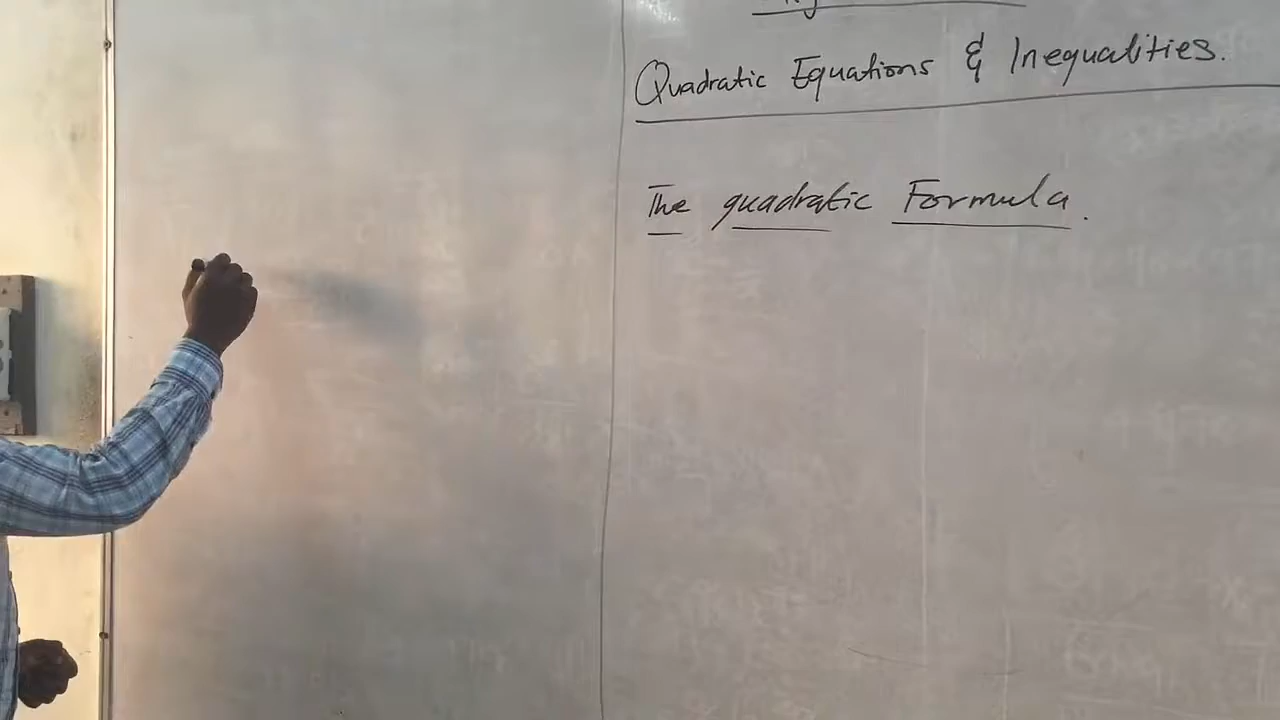 Quadratic Equations & Inequalities.
The quadratic Formula.